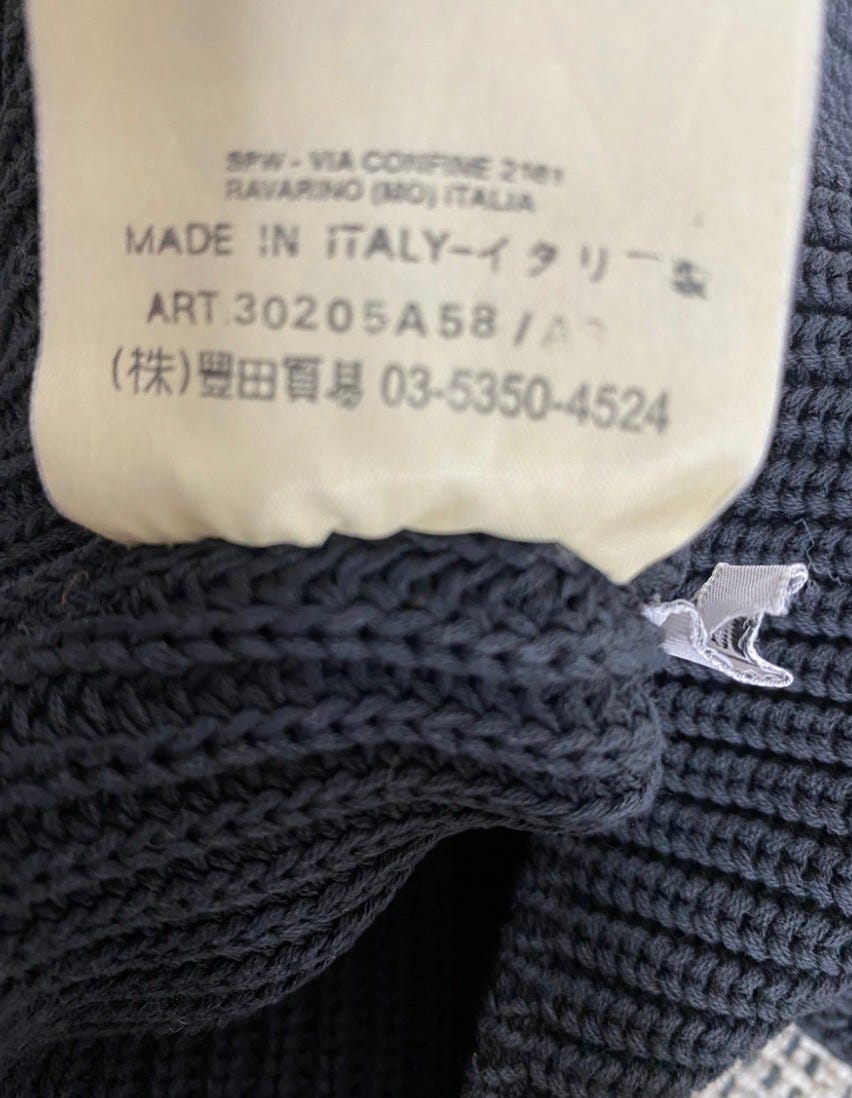 SPW - VIA CONFINE 2161
RAVARINO (MO) ITALIA
MADE IN ITALY-イタリー製
ART.30205A58 /
(株)豊田貿易 03-5350-4524